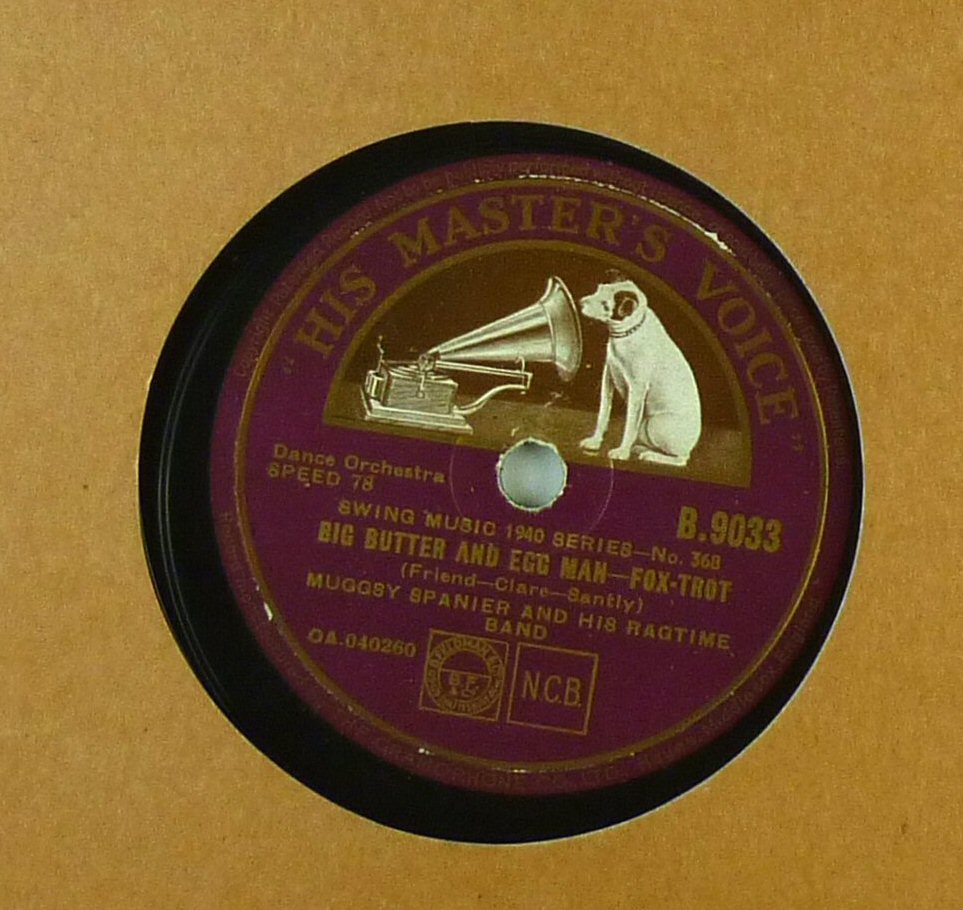 "HIS MASTER'S VOICE"
Dance Orchestra
SPEED 78
B.9033
SWING MUSIC 1940 SERIES—No. 368
BIG BUTTER AND EGG MAN—FOX-TROT
(Friend—Clare—Santly)
MUGGSY SPANIER AND HIS RAGTIME
BAND
OA.040260
N.C.B.